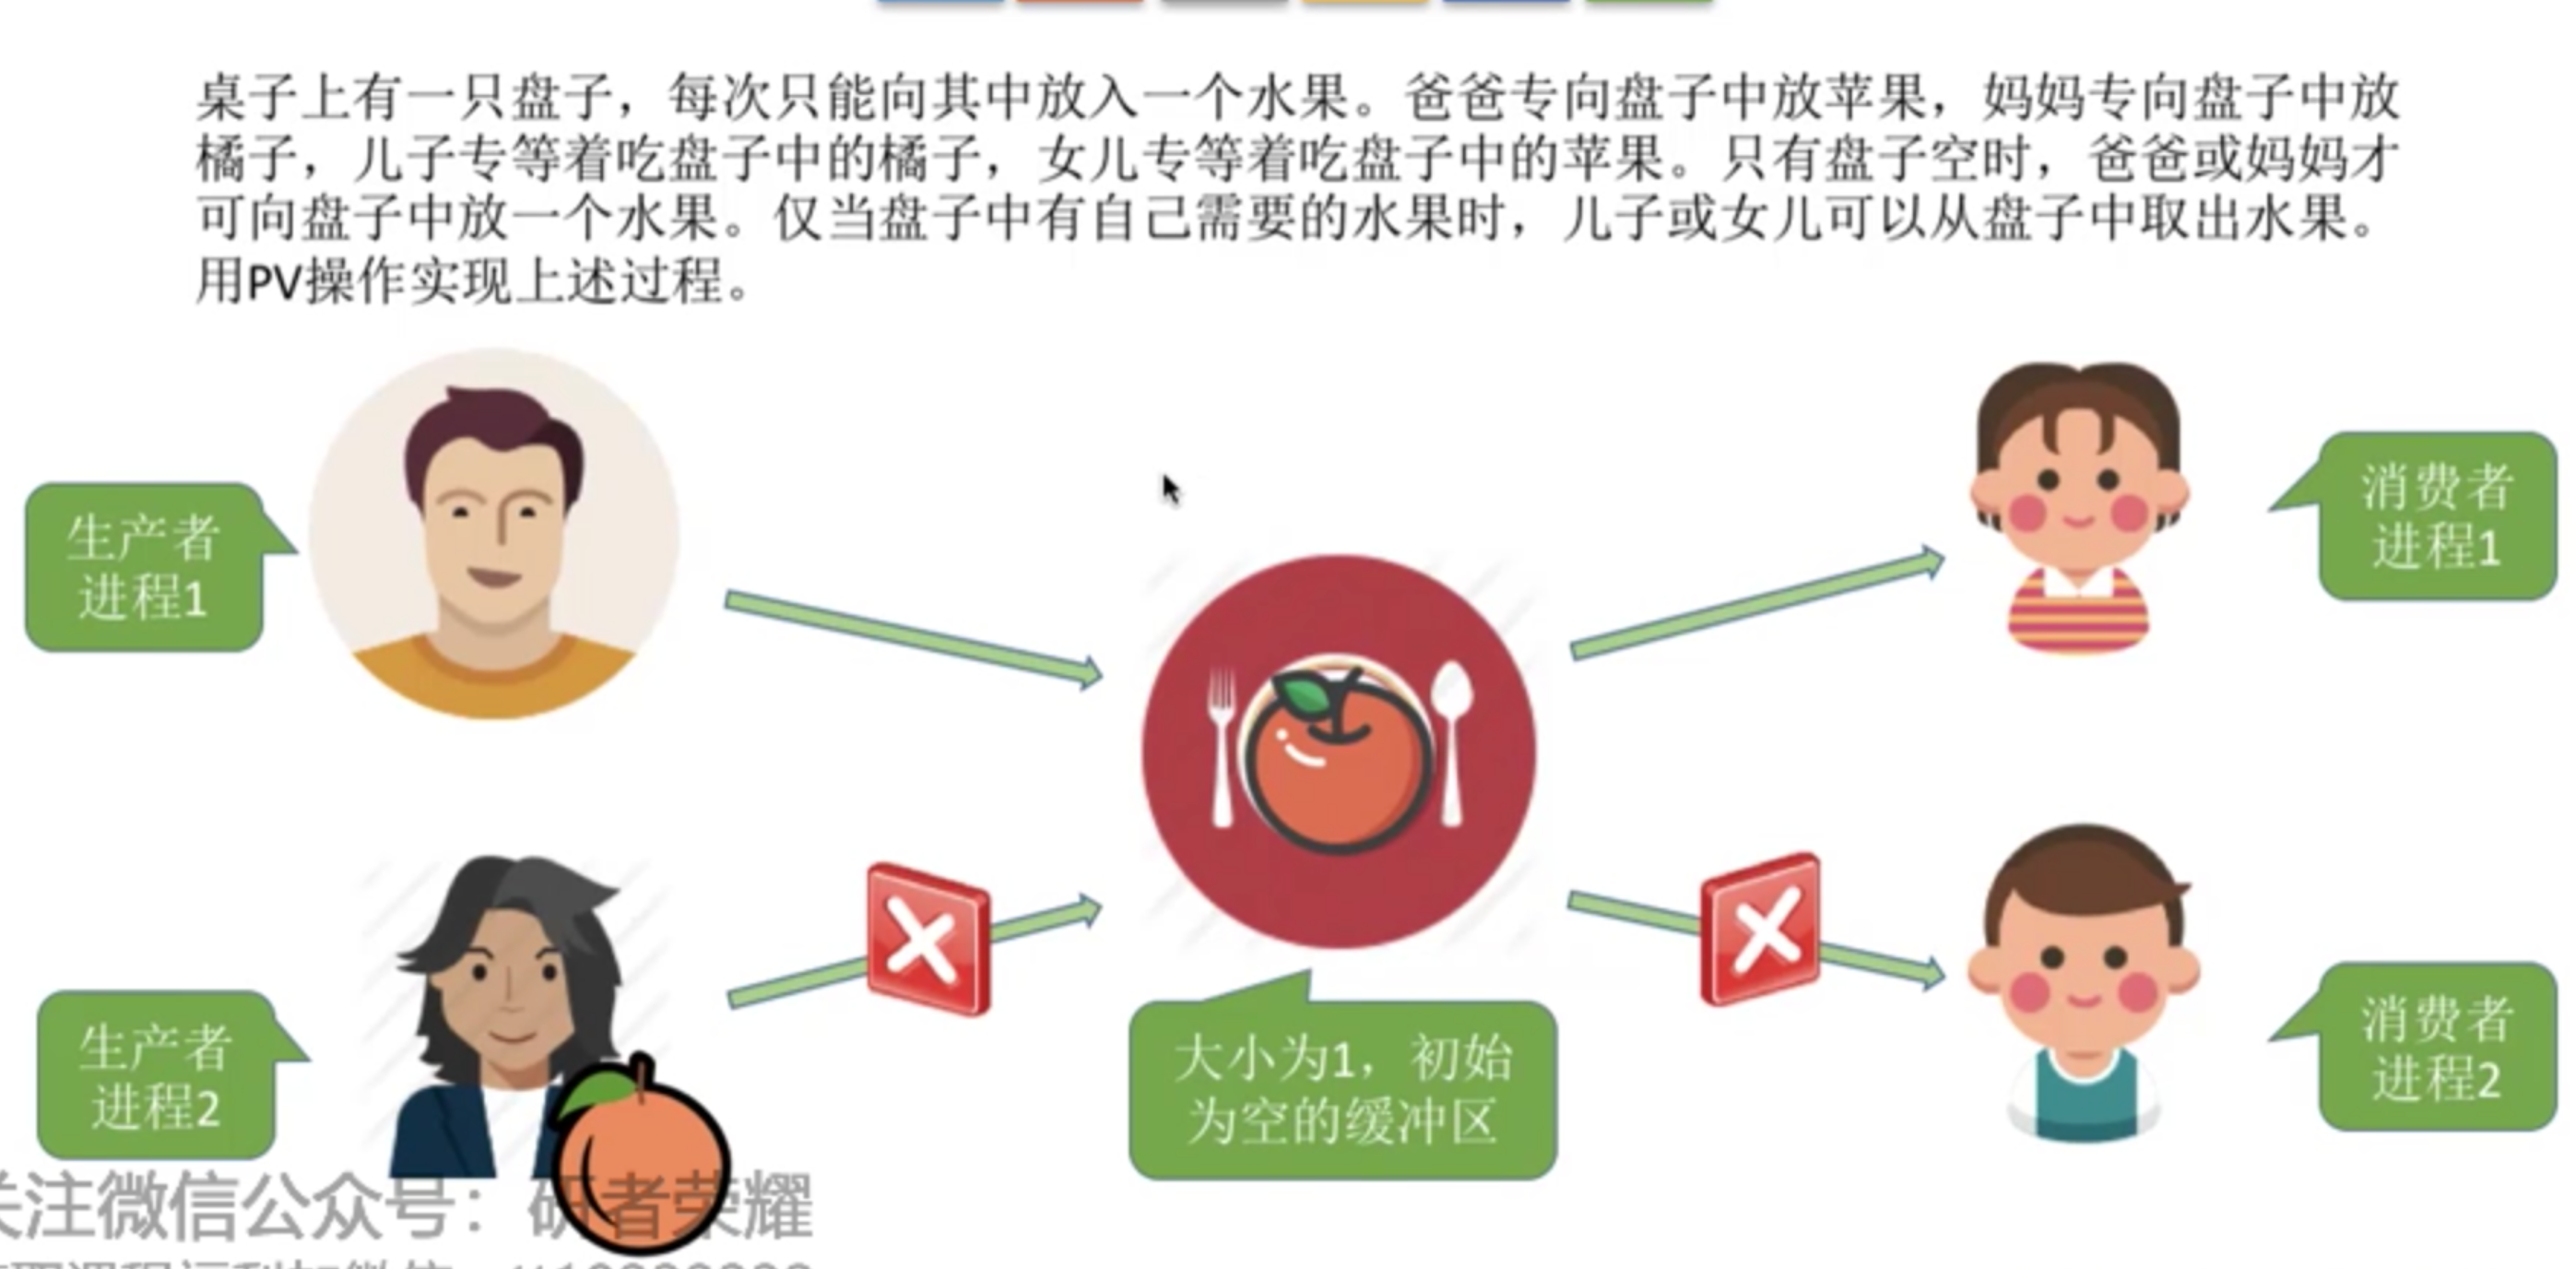 桌子上有一只盘子，每次只能向其中放入一个水果。爸爸专向盘子中放苹果，妈妈专向盘子中放
橘子，儿子专等着吃盘子中的橘子，女儿专等着吃盘子中的苹果。只有盘子空时，爸爸或妈妈才
可向盘子中放一个水果。仅当盘子中有自己需要的水果时，儿子或女儿可以从盘子中取出水果。
用PV操作实现上述过程。
生产者
进程1
消费者
进程1
生产者
进程2
大小为1，初始
为空的缓冲区
消费者
进程2
关注微信公众号：研者荣耀